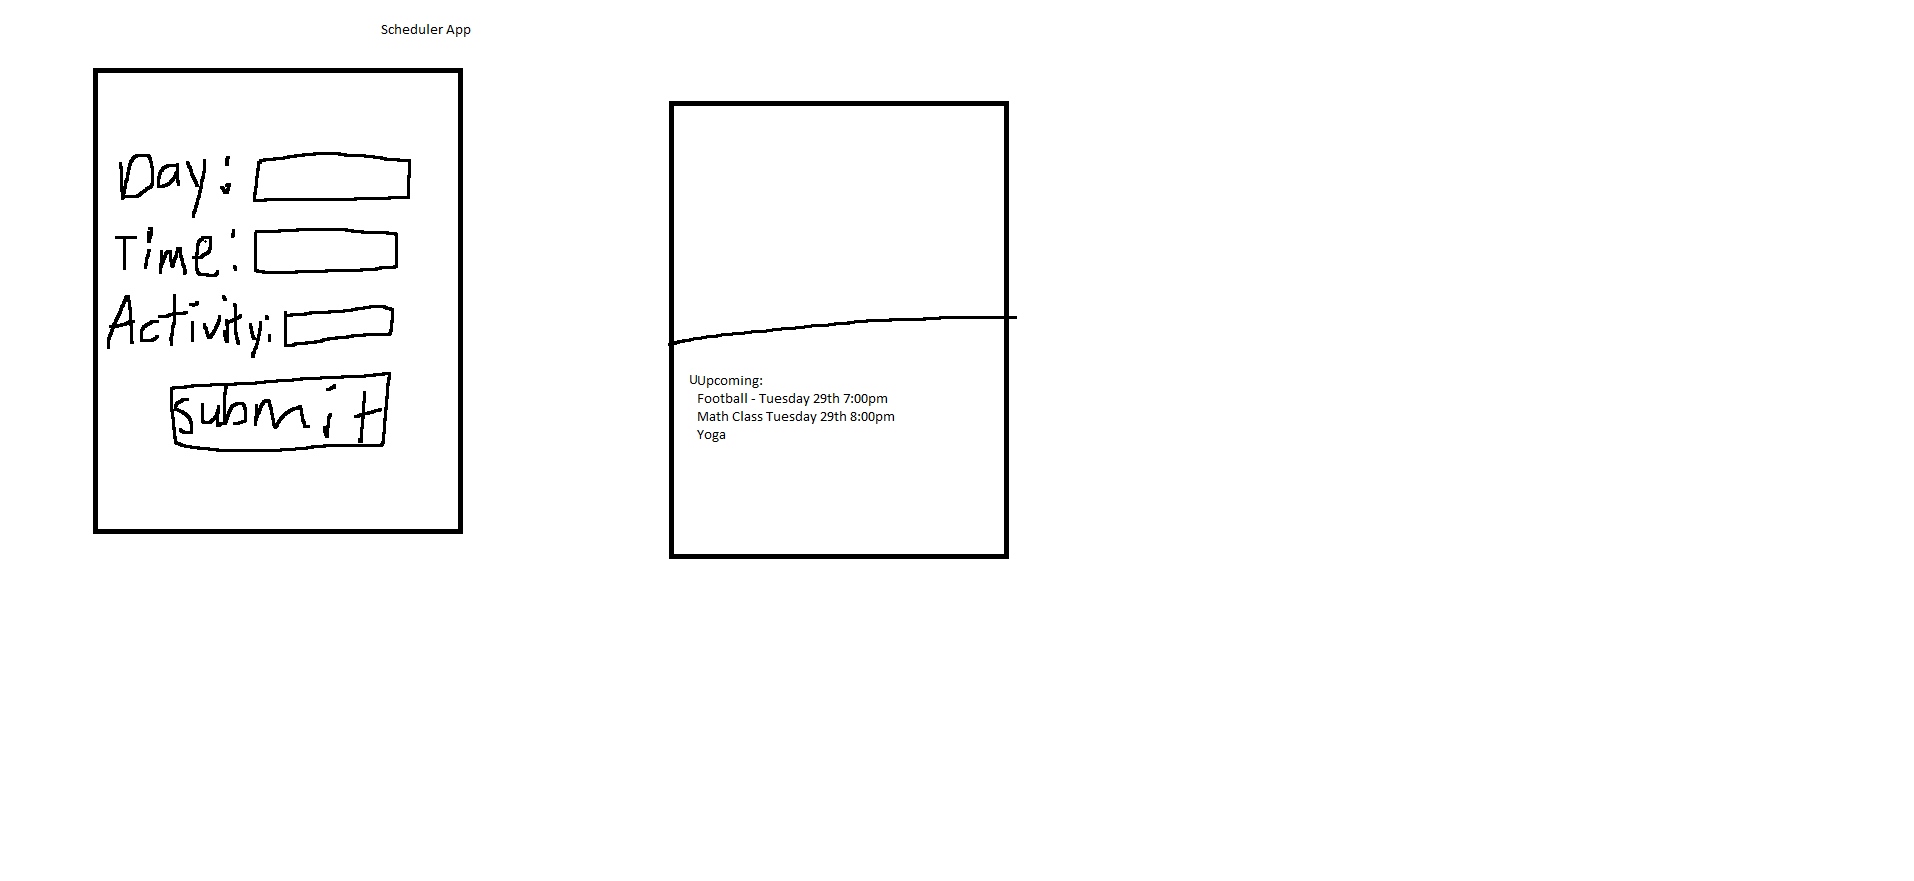 Scheduler App
Day:
Time:
Activity:
submit
UUpcoming:
Football - Tuesday 29th 7:00pm
Math Class Tuesday 29th 8:00pm
Yoga